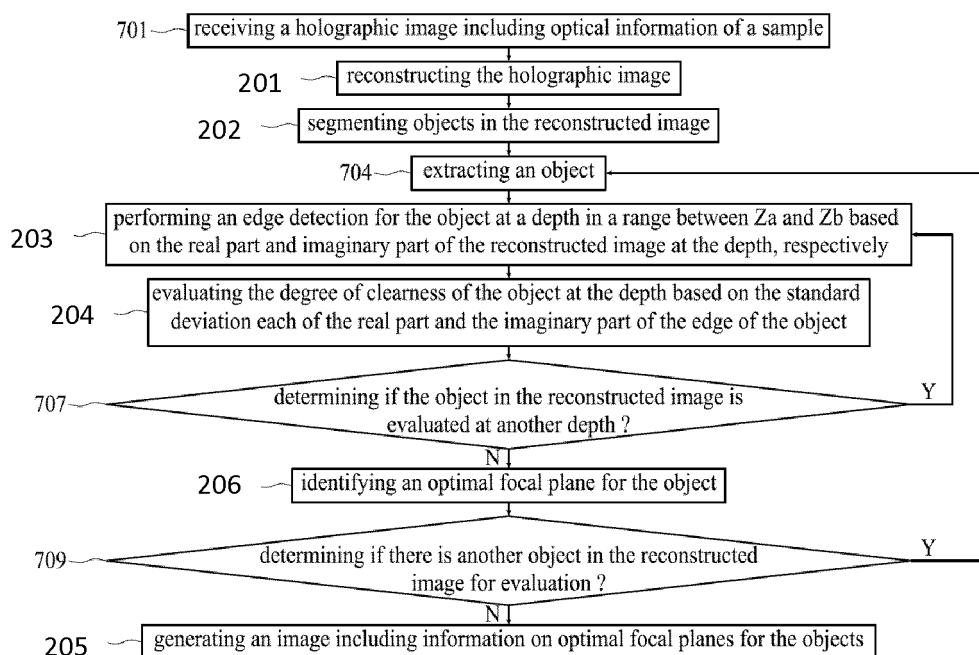 701 receiving a holographic image including optical information of a sample
201 reconstructing the holographic image
202 segmenting objects in the reconstructed image
704 extracting an object
203 performing an edge detection for the object at a depth in a range between Za and Zb based
on the real part and imaginary part of the reconstructed image at the depth, respectively
204 evaluating the degree of clearness of the object at the depth based on the standard
deviation each of the real part and the imaginary part of the edge of the object
707 determining if the object in the reconstructed image is
evaluated at another depth ?
Y
N
206 identifying an optimal focal plane for the object
709 determining if there is another object in the reconstructed
image for evaluation ?
Y
N
205 generating an image including information on optimal focal planes for the objects